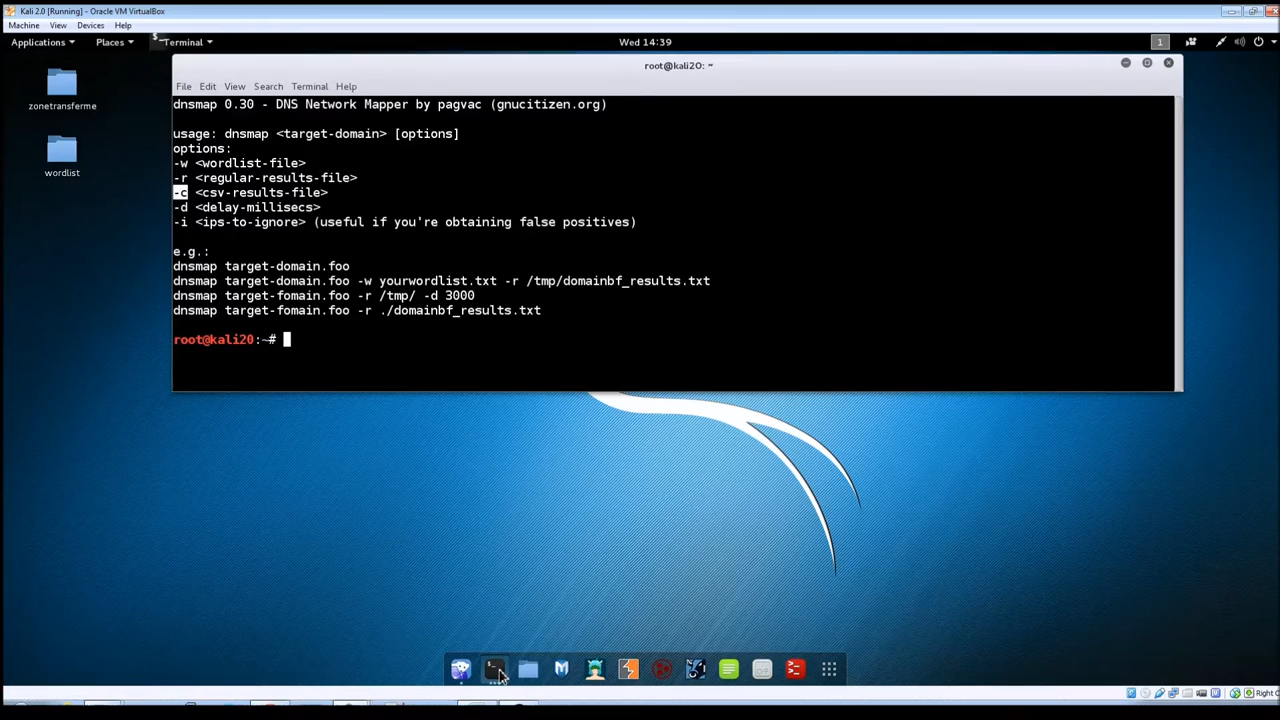 Kali 2.0 [Running] - Oracle VM VirtualBox
Machine View Devices Help
Applications Places Terminal Wed 14:39 1
root@kali20: ~
File Edit View Search Terminal Help
zonetransferme
wordlist
dnsmap 0.30 - DNS Network Mapper by pagvac (gnucitizen.org)
usage: dnsmap <target-domain> [options]
options:
-w <wordlist-file>
-r <regular-results-file>
-c <csv-results-file>
-d <delay-millisecs>
-i <ips-to-ignore> (useful if you're obtaining false positives)
e.g.:
dnsmap target-domain.foo
dnsmap target-domain.foo -w yourwordlist.txt -r /tmp/domainbf_results.txt
dnsmap target-fomain.foo -r /tmp/ -d 3000
dnsmap target-fomain.foo -r ./domainbf_results.txt
root@kali20:~#
Right C